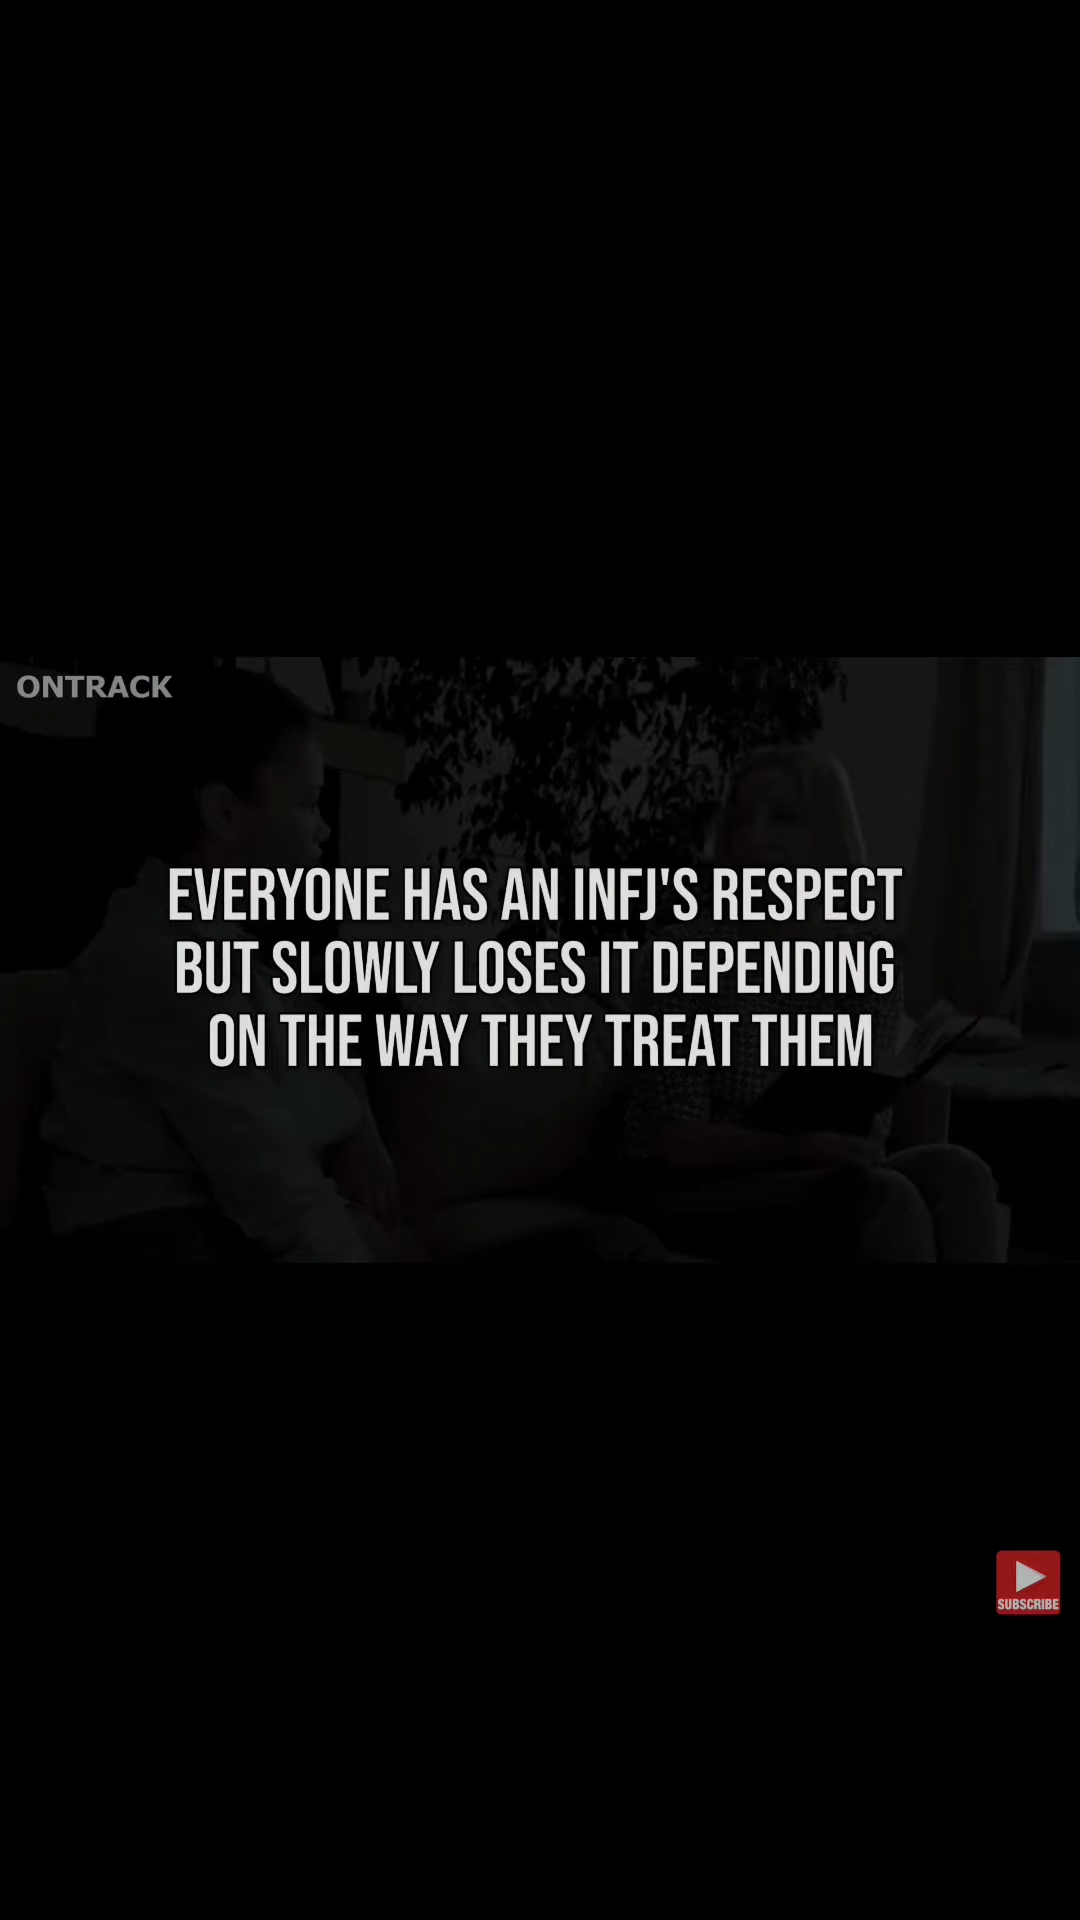 ONTRACK
EVERYONE HAS AN INFJ'S RESPECT
BUT SLOWLY LOSES IT DEPENDING
ON THE WAY THEY TREAT THEM
SUBSCRIBE